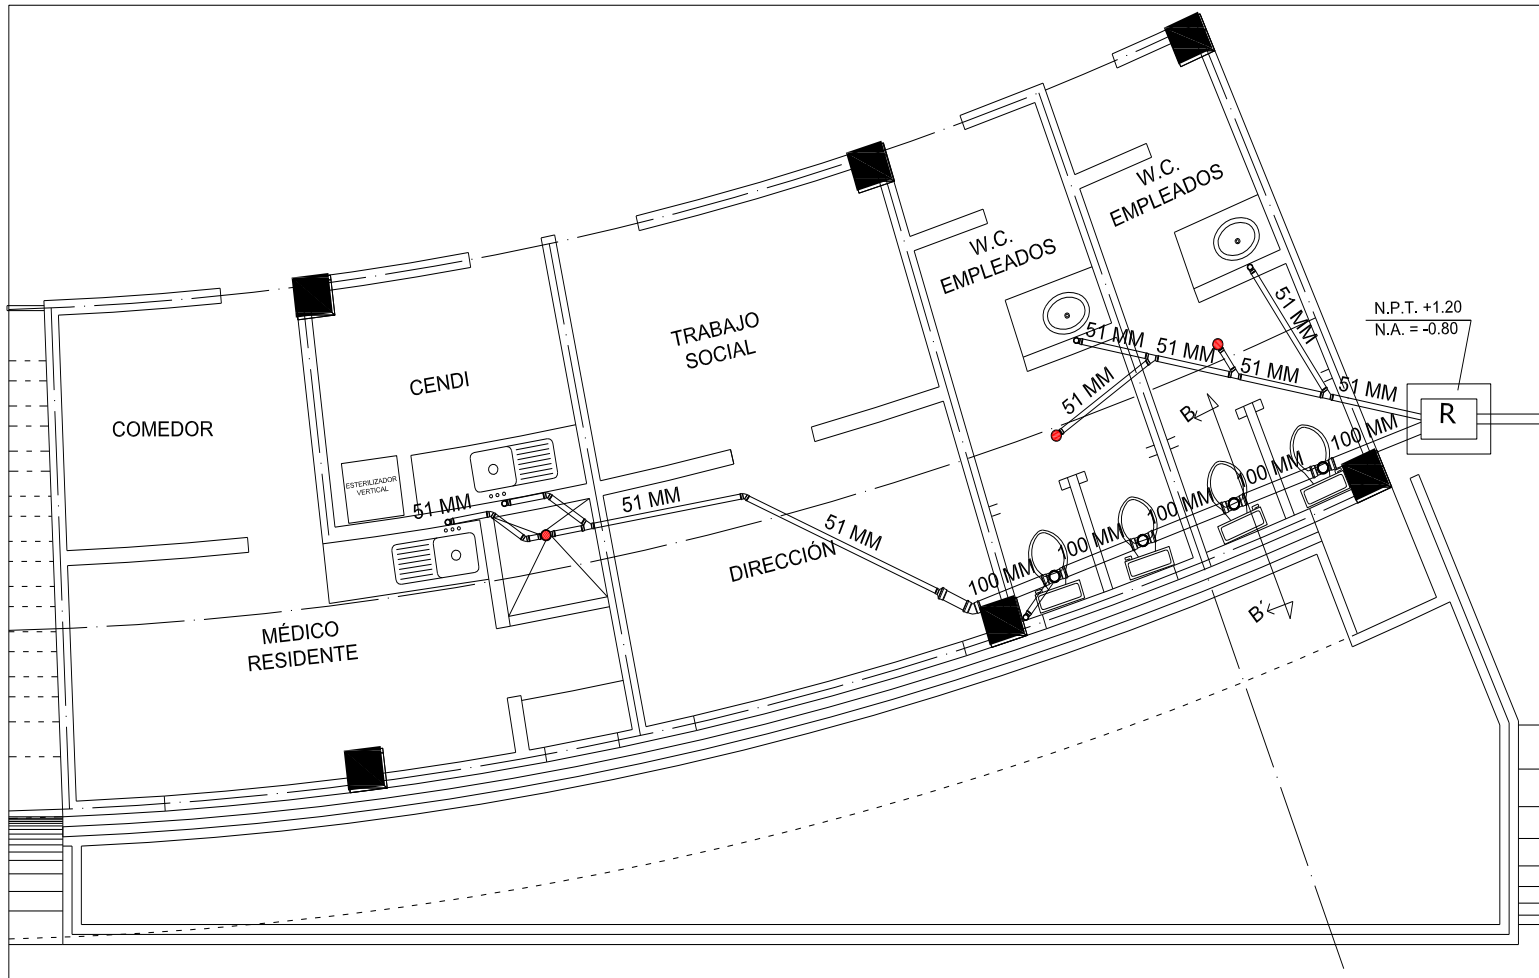 W.C.
EMPLEADOS
W.C.
EMPLEADOS
51 MM
N.P.T. +1.20
N.A. = -0.80
TRABAJO
SOCIAL
51 MM
51 MM
51 MM
51 MM
51 MM
CENDI
COMEDOR
R
B
100 MM
ESTERILIZADOR
VERTICAL
51 MM
51 MM
51 MM
DIRECCIÓN
100 MM
100 MM
100 MM
100 MM
B´
MÉDICO
RESIDENTE